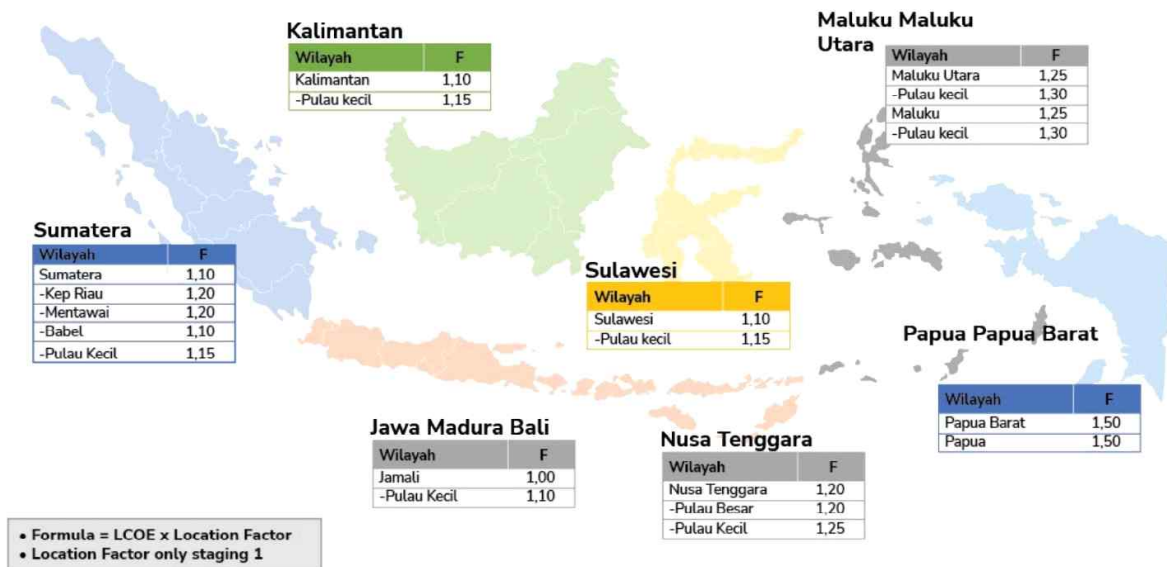 Kalimantan
Wilayah F
Kalimantan 1,10
-Pulau kecil 1,15
Maluku Maluku
Utara
Wilayah F
Maluku Utara 1,25
-Pulau kecil 1,30
Maluku 1,25
-Pulau kecil 1,30
Sumatera
Wilayah F
Sumatera 1,10
-Kep Riau 1,20
-Mentawai 1,20
-Babel 1,10
-Pulau Kecil 1,15
Sulawesi
Wilayah F
Sulawesi 1,10
-Pulau kecil 1,15
Papua Papua Barat
Wilayah F
Papua Barat 1,50
Papua 1,50
Jawa Madura Bali
Wilayah F
Jamali 1,00
-Pulau Kecil 1,10
Nusa Tenggara
Wilayah F
Nusa Tenggara 1,20
-Pulau Besar 1,20
-Pulau Kecil 1,25
• Formula = LCOE x Location Factor
• Location Factor only staging 1